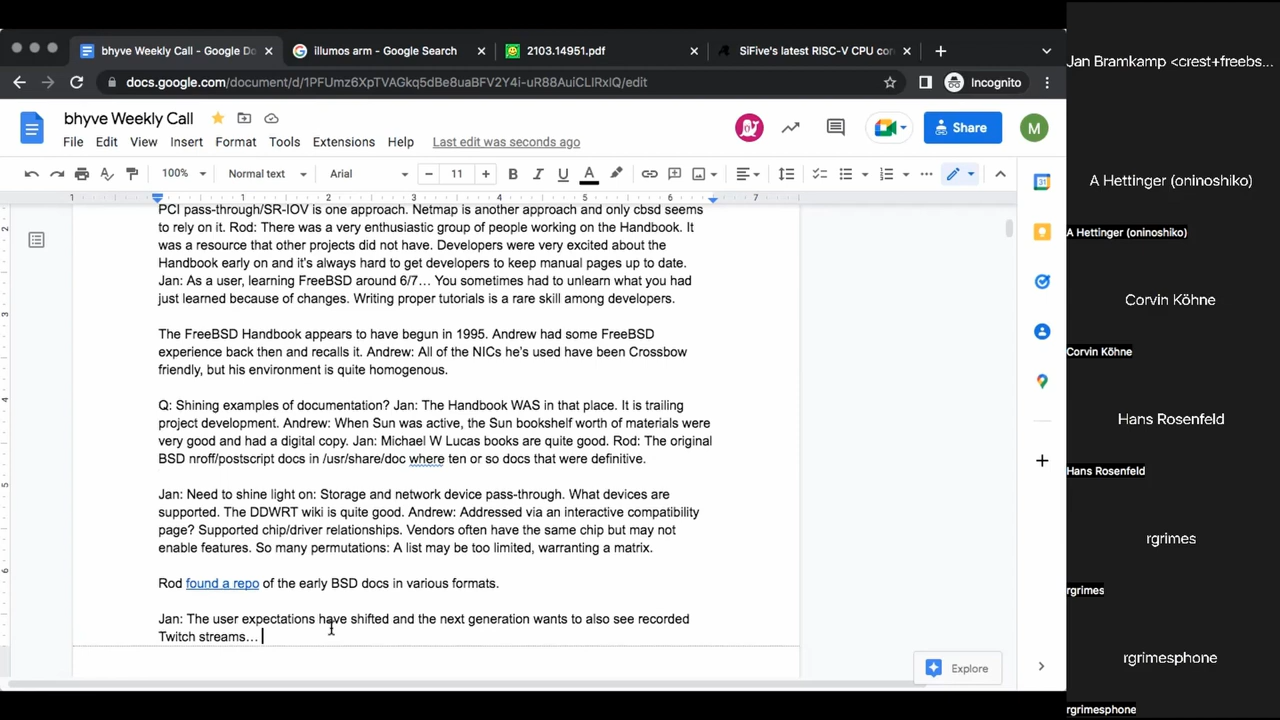 bhyve Weekly Call - Google Do
illumos arm - Google Search
2103.14951.pdf
SiFive's latest RISC-V CPU cor
docs.google.com/document/d/1PFUmz6XpTVAGkq5dBe8uaBFV2Y4i-uR88AuiCLIRxIQ/edit
Incognito
bhyve Weekly Call
File Edit View Insert Format Tools Extensions Help Last edit was seconds ago
Share
M
100% Normal text Arial 11 B I U A
1 1 2 3 4 5 6 7
2
3
4
5
6
PCI pass-through/SR-IOV is one approach. Netmap is another approach and only cbsd seems
to rely on it. Rod: There was a very enthusiastic group of people working on the Handbook. It
was a resource that other projects did not have. Developers were very excited about the
Handbook early on and it's always hard to get developers to keep manual pages up to date.
Jan: As a user, learning FreeBSD around 6/7… You sometimes had to unlearn what you had
just learned because of changes. Writing proper tutorials is a rare skill among developers.
The FreeBSD Handbook appears to have begun in 1995. Andrew had some FreeBSD
experience back then and recalls it. Andrew: All of the NICs he's used have been Crossbow
friendly, but his environment is quite homogenous.
Q: Shining examples of documentation? Jan: The Handbook WAS in that place. It is trailing
project development. Andrew: When Sun was active, the Sun bookshelf worth of materials were
very good and had a digital copy. Jan: Michael W Lucas books are quite good. Rod: The original
BSD nroff/postscript docs in /usr/share/doc where ten or so docs that were definitive.
Jan: Need to shine light on: Storage and network device pass-through. What devices are
supported. The DDWRT wiki is quite good. Andrew: Addressed via an interactive compatibility
page? Supported chip/driver relationships. Vendors often have the same chip but may not
enable features. So many permutations: A list may be too limited, warranting a matrix.
Rod found a repo of the early BSD docs in various formats.
Jan: The user expectations have shifted and the next generation wants to also see recorded
Twitch streams…
Explore
31
Jan Bramkamp <crest+freebs...
A Hettinger (oninoshiko)
A Hettinger (oninoshiko)
Corvin Köhne
Corvin Köhne
Hans Rosenfeld
Hans Rosenfeld
rgrimes
rgrimes
rgrimesphone
rgrimesphone